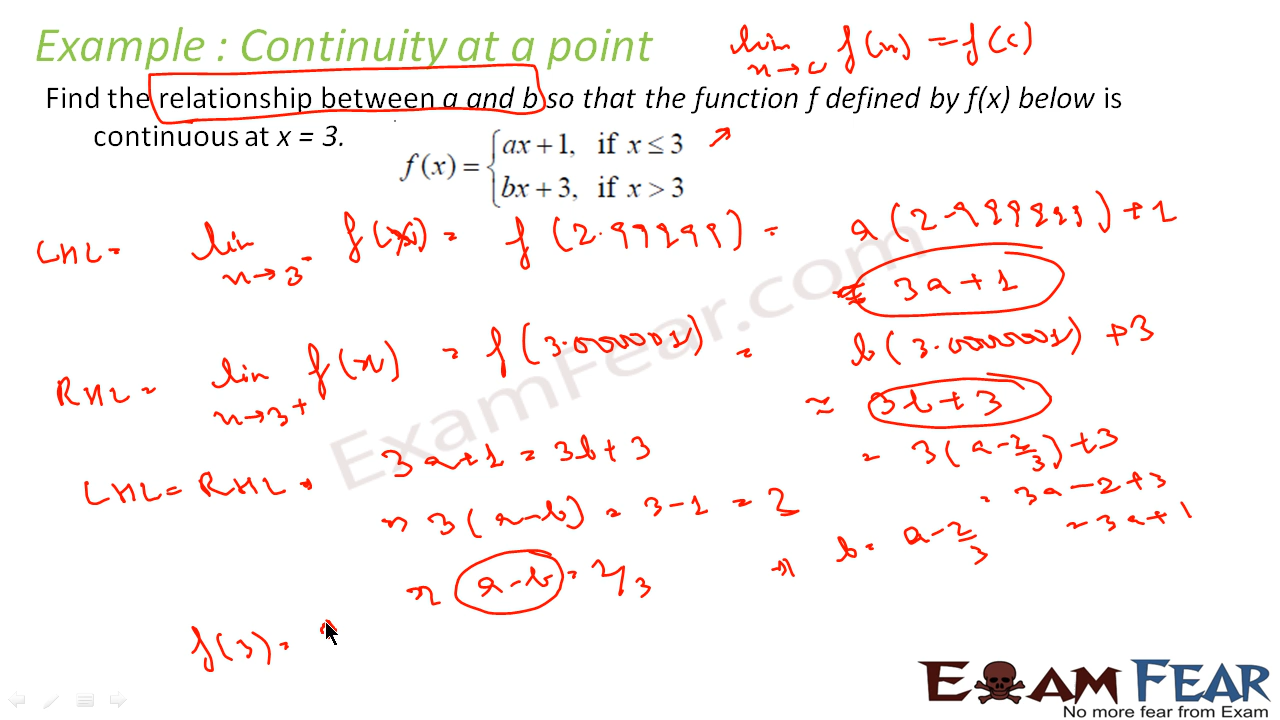 Example : Continuity at a point
lim x→c f(x) = f(c)
Find the relationship between a and b so that the function f defined by f(x) below is
continuous at x = 3.
f(x) = { ax + 1, if x ≤ 3
bx + 3, if x > 3
LHL = lim x→3⁻ f(x) = f(2.99999) = a(2.999999) + 1
≈ 3a + 1
RHL = lim x→3+ f(x) = f(3.000001) = b(3.0000001) + 3
≈ 3b + 3
= 3(a - 2/3) + 3
= 3a - 2 + 3
= 3a + 1
LHL = RHL . 3a + 1 = 3b + 3
⇒ 3(a - b) = 3 - 1 = 2
⇒ a - b = 2/3 ⇒ b = a - 2/3
f(3) =
ExamFear.com
EXAM FEAR
No more fear from Exam